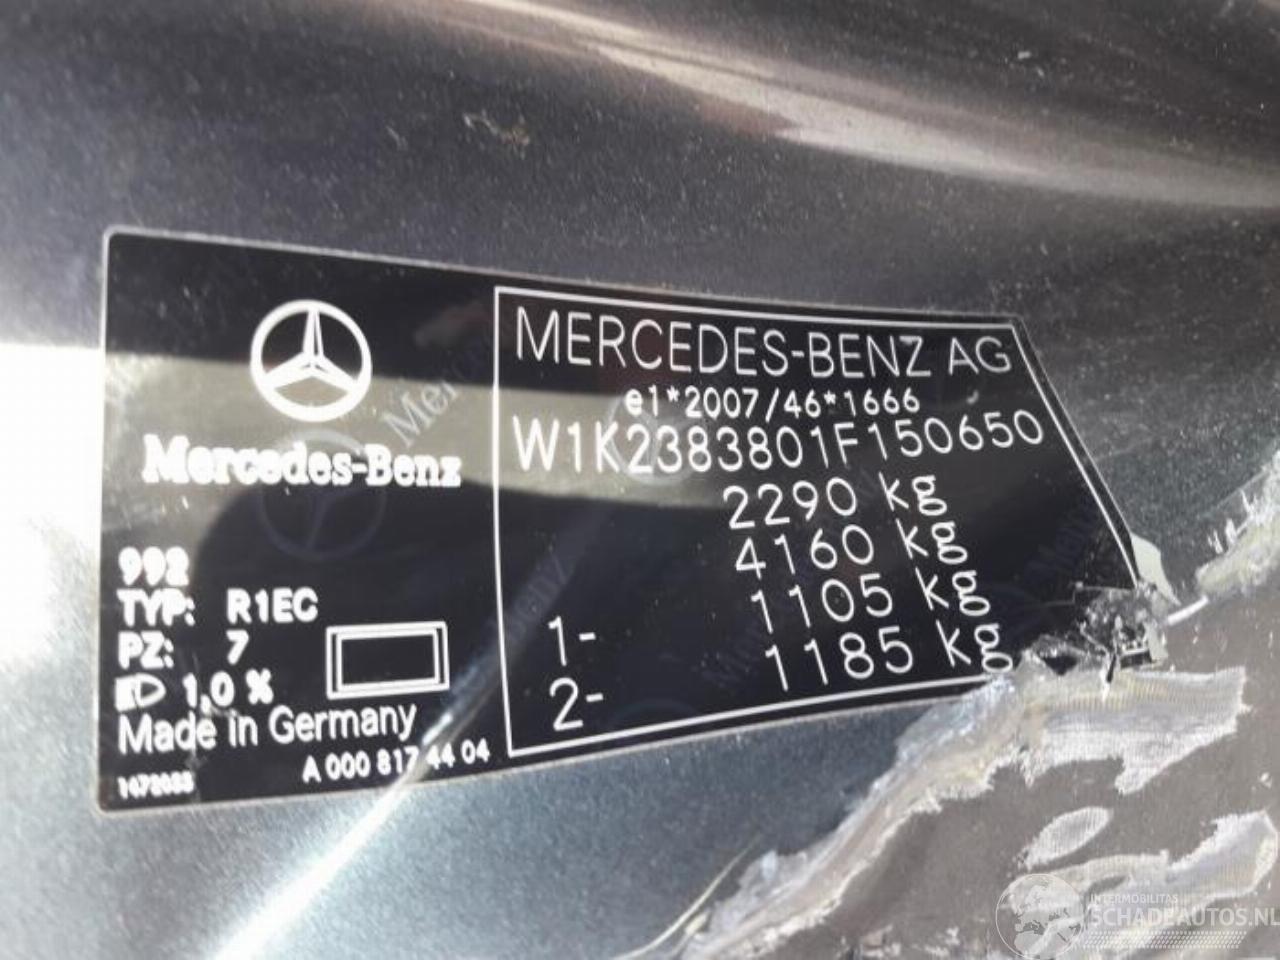 MERCEDES-BENZ AG
e1*2007/46*1666
W1K2383801F150650
2290 kg
4160 kg
1- 1105 kg
2- 1185 kg
Mercedes-Benz
992
TYP: R1EC
PZ: 7
1,0 %
Made in Germany
A 000 817 44 04
INTERMOBILITAS
SCHADEAUTOS.NL